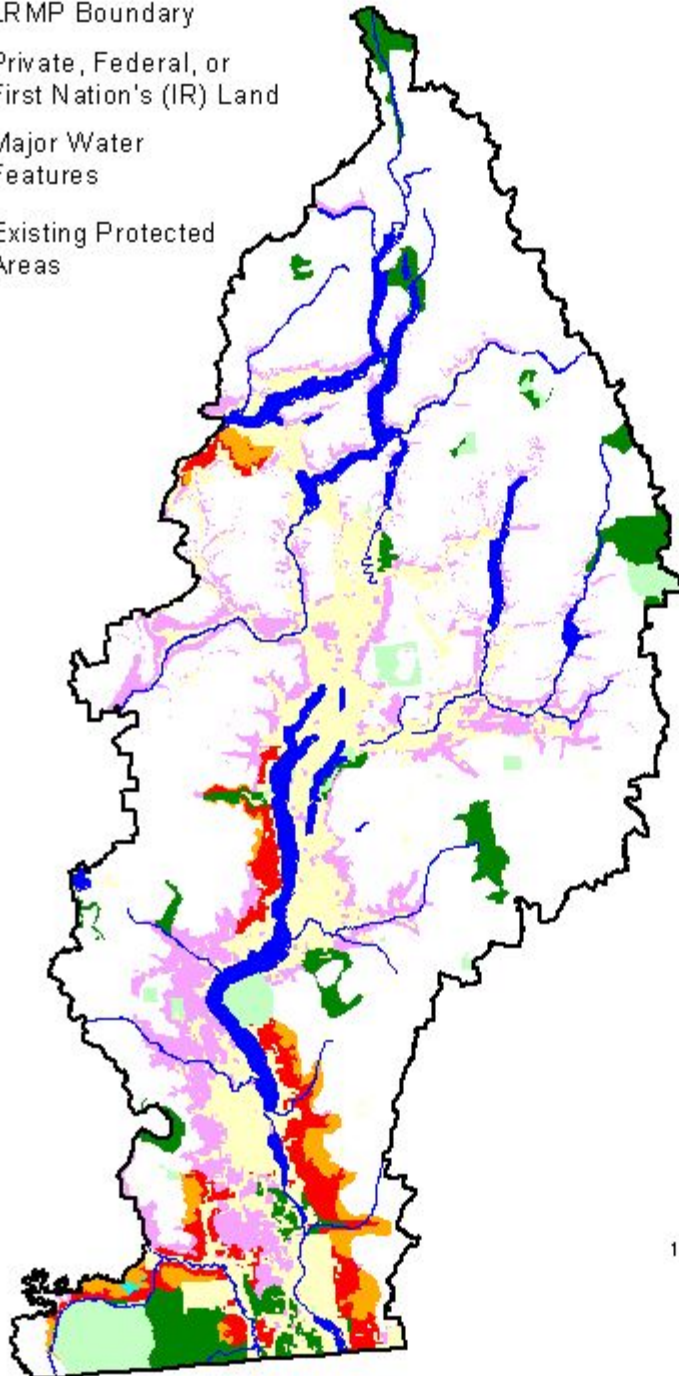 LRMP Boundary
Private, Federal, or
First Nation's (IR) Land
Major Water
Features
Existing Protected
Areas
1